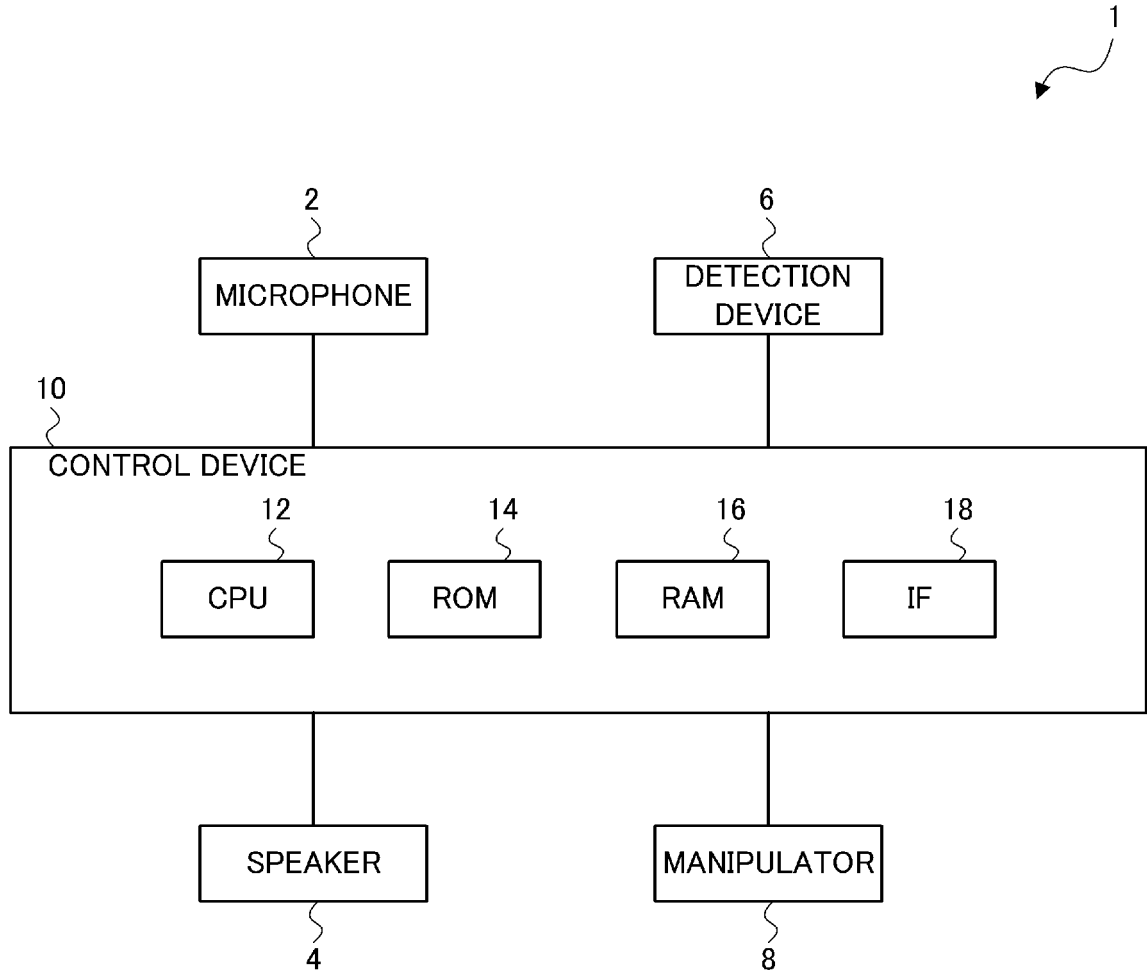 1
2
6
MICROPHONE
DETECTION
DEVICE
10
CONTROL DEVICE
12
14
16
18
CPU
ROM
RAM
IF
SPEAKER
MANIPULATOR
4
8